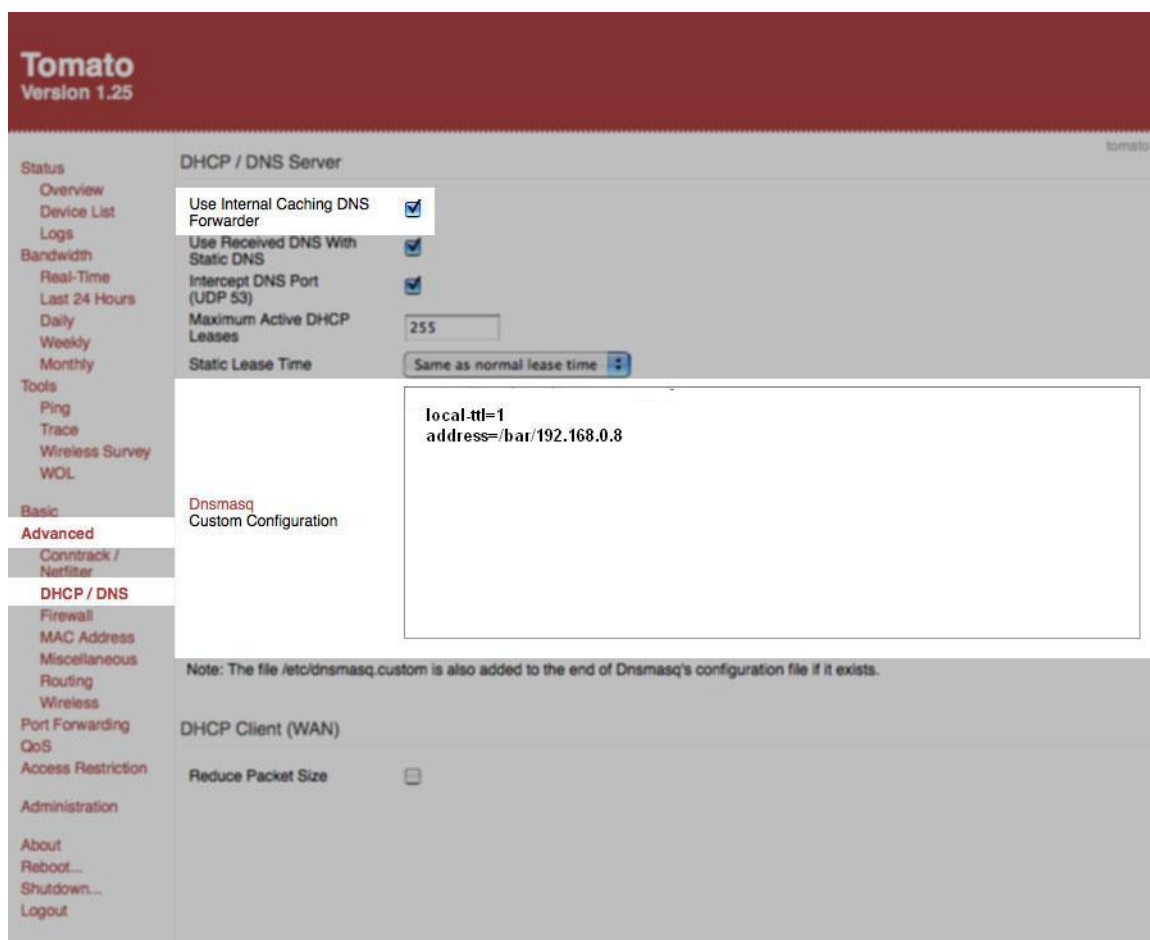 Tomato
Version 1.25
tomato
Status
Overview
Device List
Logs
Bandwidth
Real-Time
Last 24 Hours
Daily
Weekly
Monthly
Tools
Ping
Trace
Wireless Survey
WOL
Basic
Advanced
Conntrack /
Netfilter
DHCP / DNS
Firewall
MAC Address
Miscellaneous
Routing
Wireless
Port Forwarding
QoS
Access Restriction
Administration
About
Reboot...
Shutdown...
Logout
DHCP / DNS Server
Use Internal Caching DNS
Forwarder
Use Received DNS With
Static DNS
Intercept DNS Port
(UDP 53)
Maximum Active DHCP
Leases
255
Static Lease Time
Same as normal lease time
Dnsmasq
Custom Configuration
local-ttl=1
address=/bar/192.168.0.8
Note: The file /etc/dnsmasq.custom is also added to the end of Dnsmasq's configuration file if it exists.
DHCP Client (WAN)
Reduce Packet Size